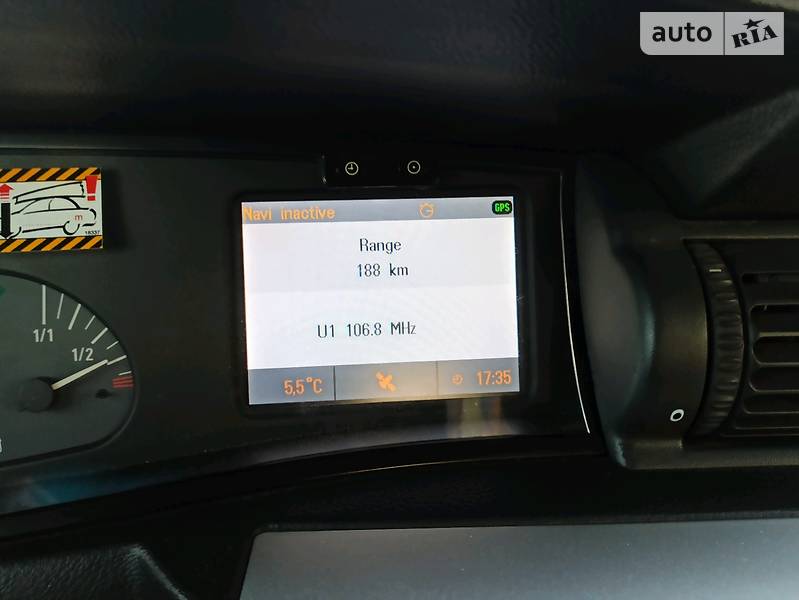 auto RIA
Navi inactive GPS
m
18337
Range
188 km
1/1
U1 106.8 MHz
1/2
5,5°C 17:35